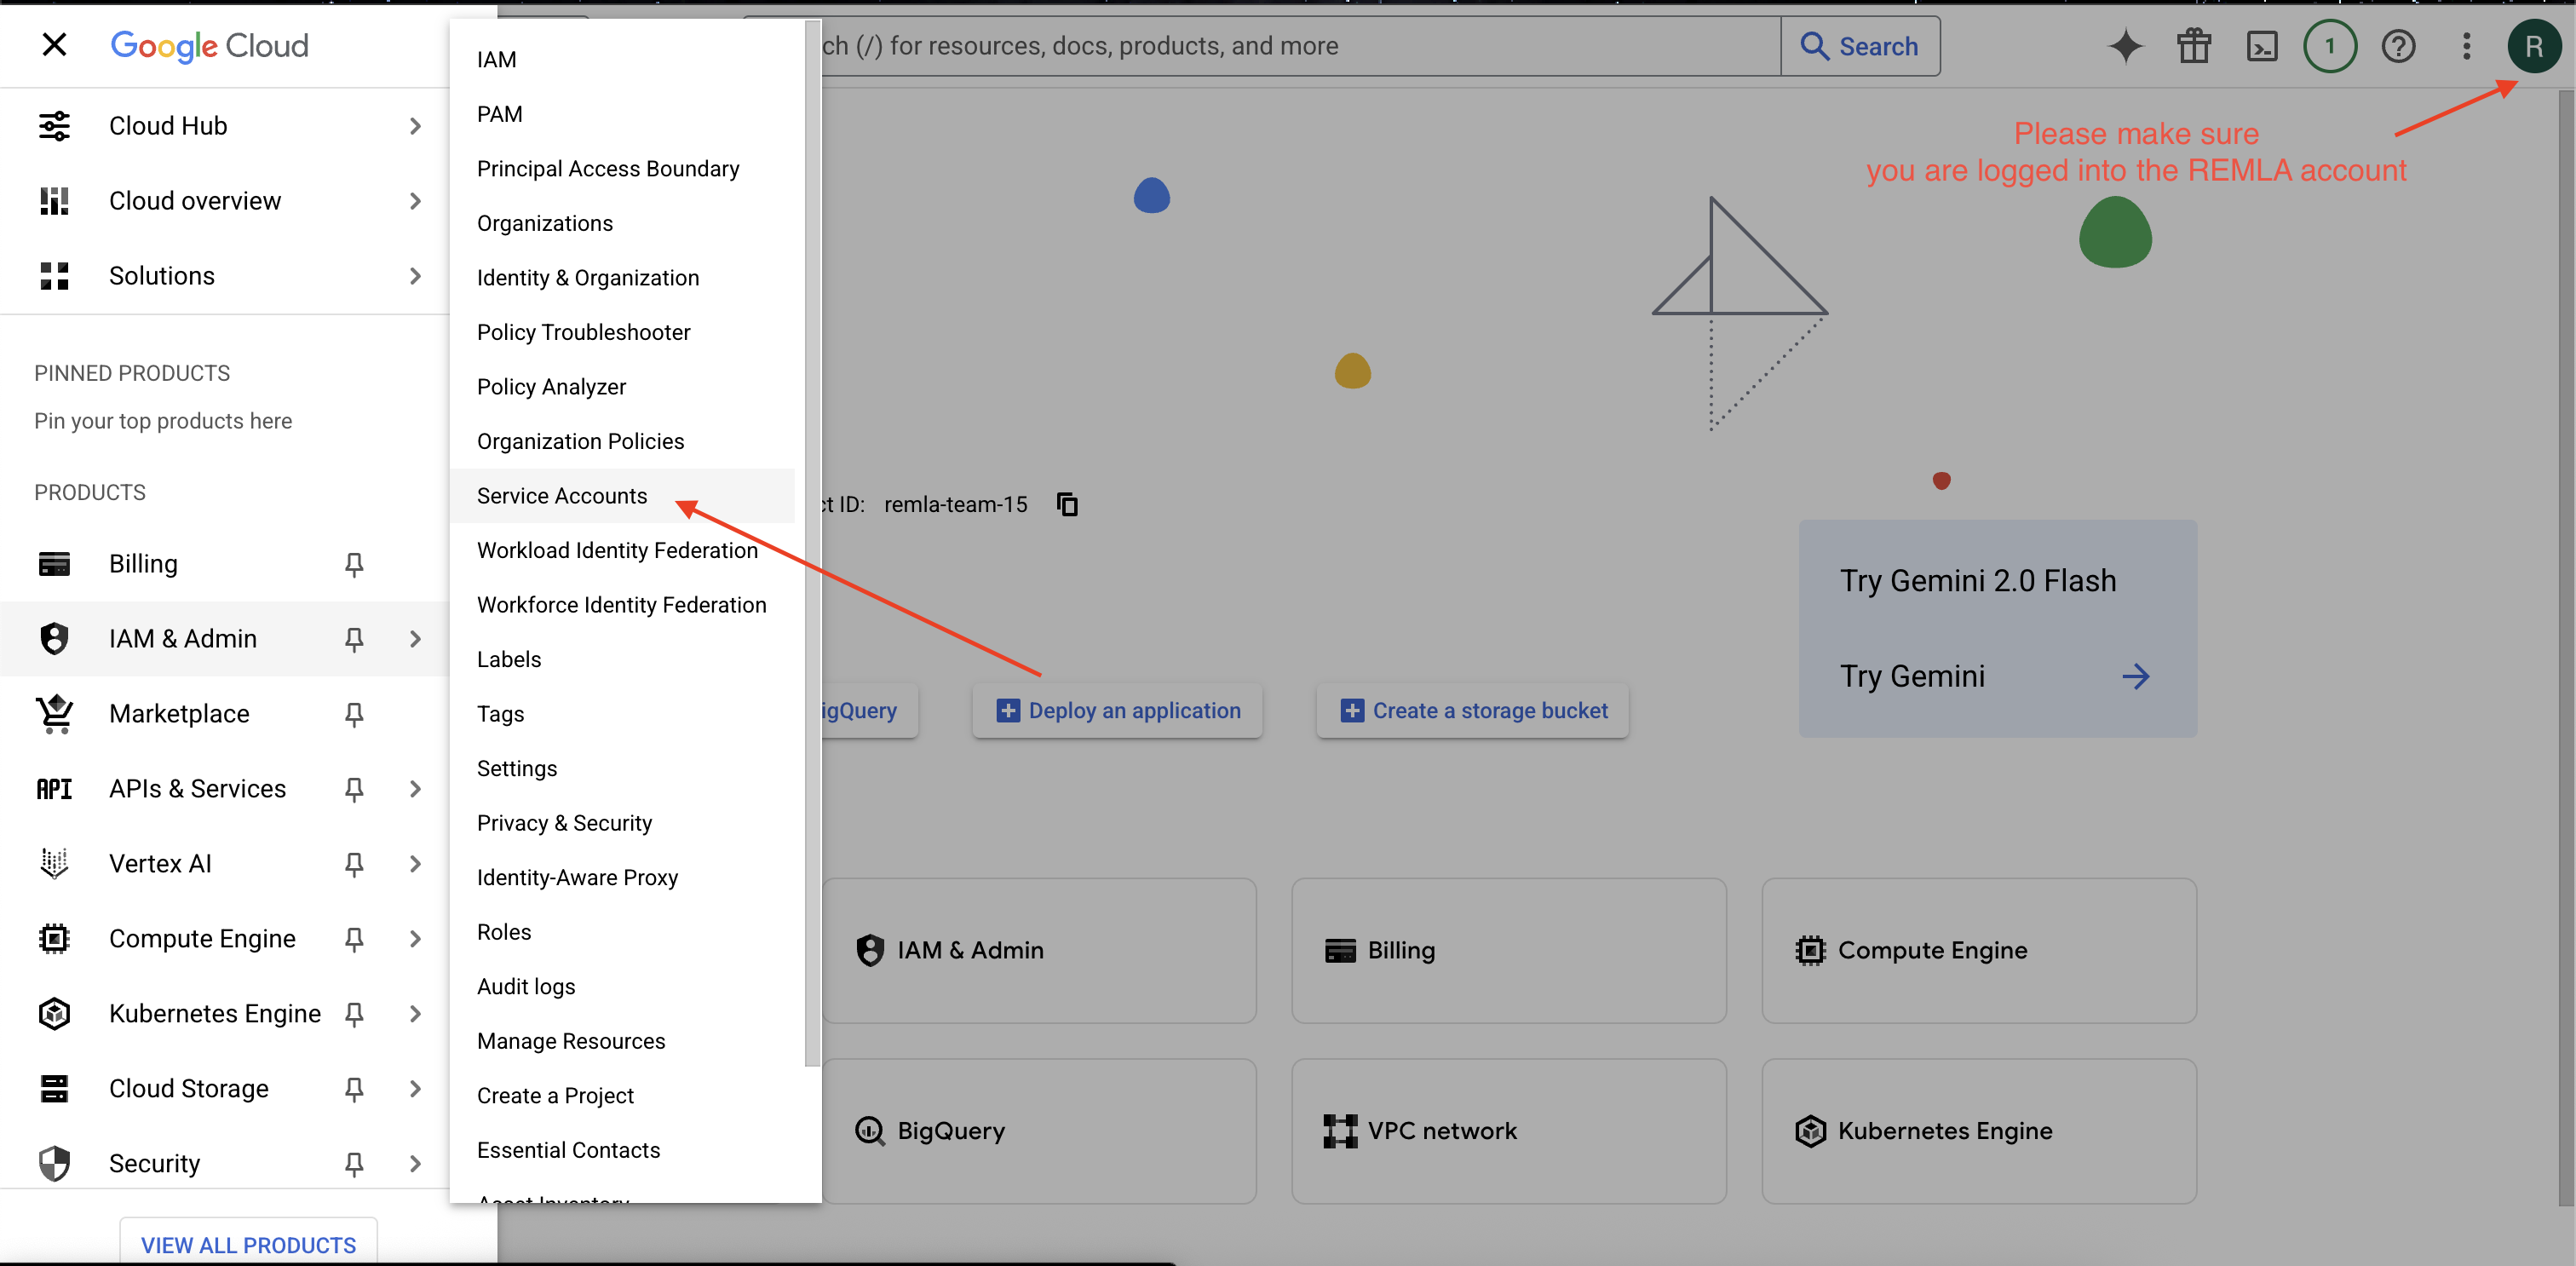 Google Cloud
ch (/) for resources, docs, products, and more
Search
1
R
Please make sure
you are logged into the REMLA account
Cloud Hub
Cloud overview
Solutions
PINNED PRODUCTS
Pin your top products here
PRODUCTS
Billing
IAM & Admin
Marketplace
API
APIs & Services
Vertex AI
Compute Engine
Kubernetes Engine
Cloud Storage
Security
VIEW ALL PRODUCTS
IAM
PAM
Principal Access Boundary
Organizations
Identity & Organization
Policy Troubleshooter
Policy Analyzer
Organization Policies
Service Accounts
Workload Identity Federation
Workforce Identity Federation
Labels
Tags
Settings
Privacy & Security
Identity-Aware Proxy
Roles
Audit logs
Manage Resources
Create a Project
Essential Contacts
Asset Inventory
ct ID: remla-team-15
Try Gemini 2.0 Flash
Try Gemini
igQuery
Deploy an application
Create a storage bucket
IAM & Admin
Billing
Compute Engine
BigQuery
VPC network
Kubernetes Engine